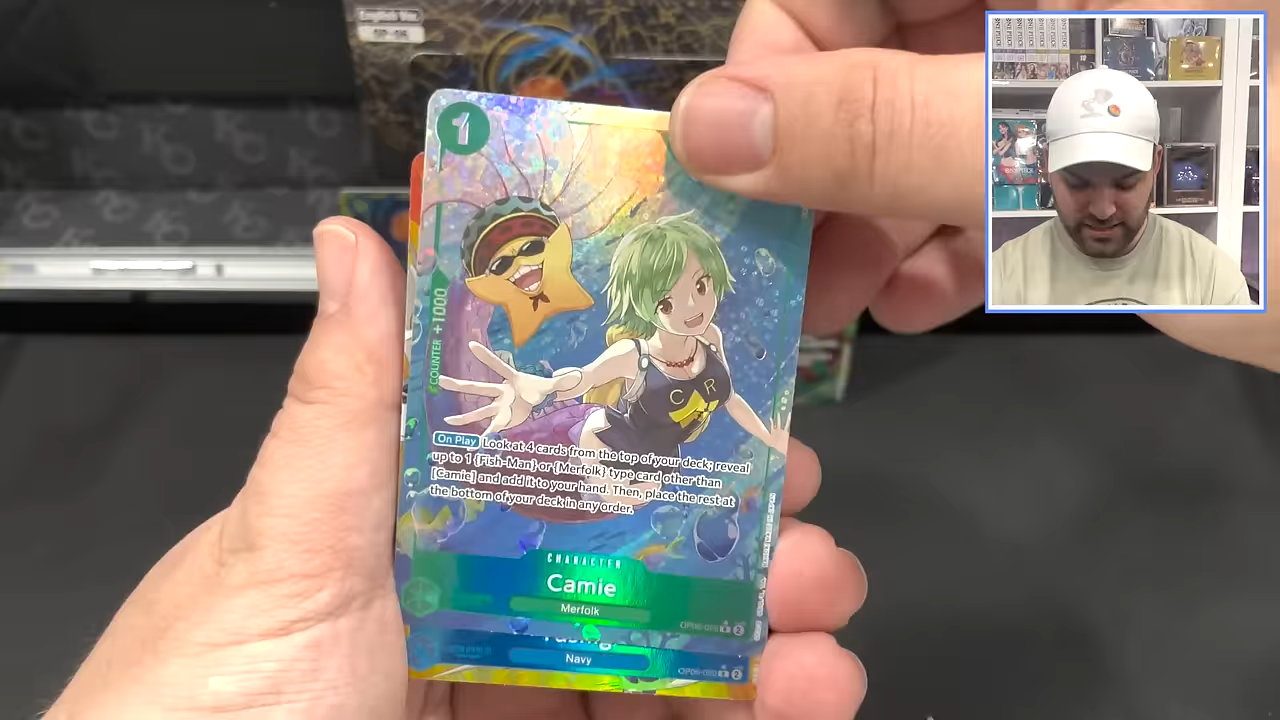 English Ver.
1
COUNTER +1000
C R
On Play Look at 4 cards from the top of your deck; reveal
up to 1 {Fish-Man} or {Merfolk} type card other than
[Camie] and add it to your hand. Then, place the rest at
the bottom of your deck in any order.
CHARACTER
Camie
Merfolk
2
Navy
2